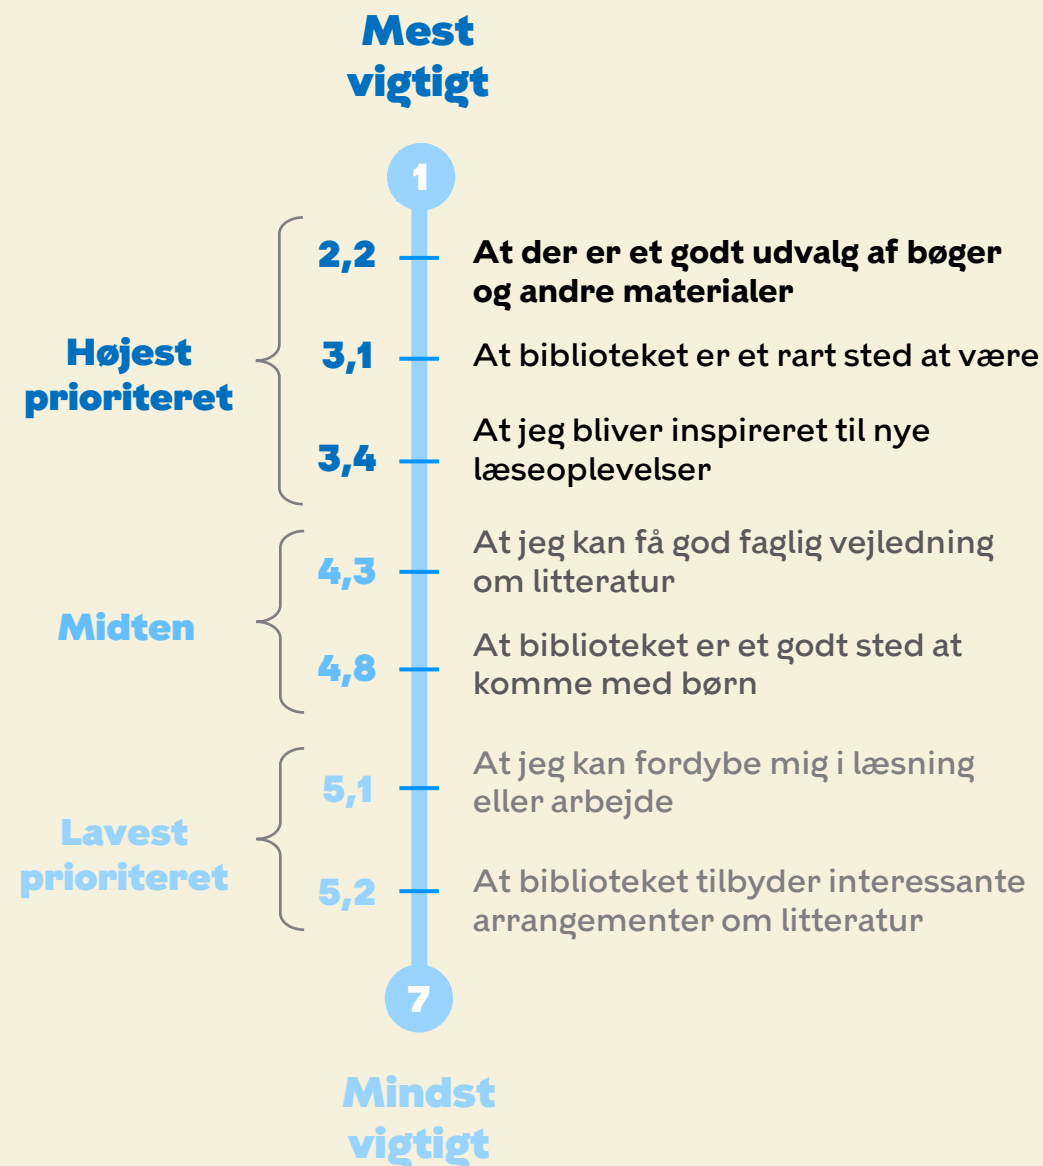 Mest
vigtigt
1
Højest
prioriteret
2,2
At der er et godt udvalg af bøger
og andre materialer
3,1
At biblioteket er et rart sted at være
3,4
At jeg bliver inspireret til nye
læseoplevelser
Midten
4,3
At jeg kan få god faglig vejledning
om litteratur
4,8
At biblioteket er et godt sted at
komme med børn
Lavest
prioriteret
5,1
At jeg kan fordybe mig i læsning
eller arbejde
5,2
At biblioteket tilbyder interessante
arrangementer om litteratur
7
Mindst
vigtigt